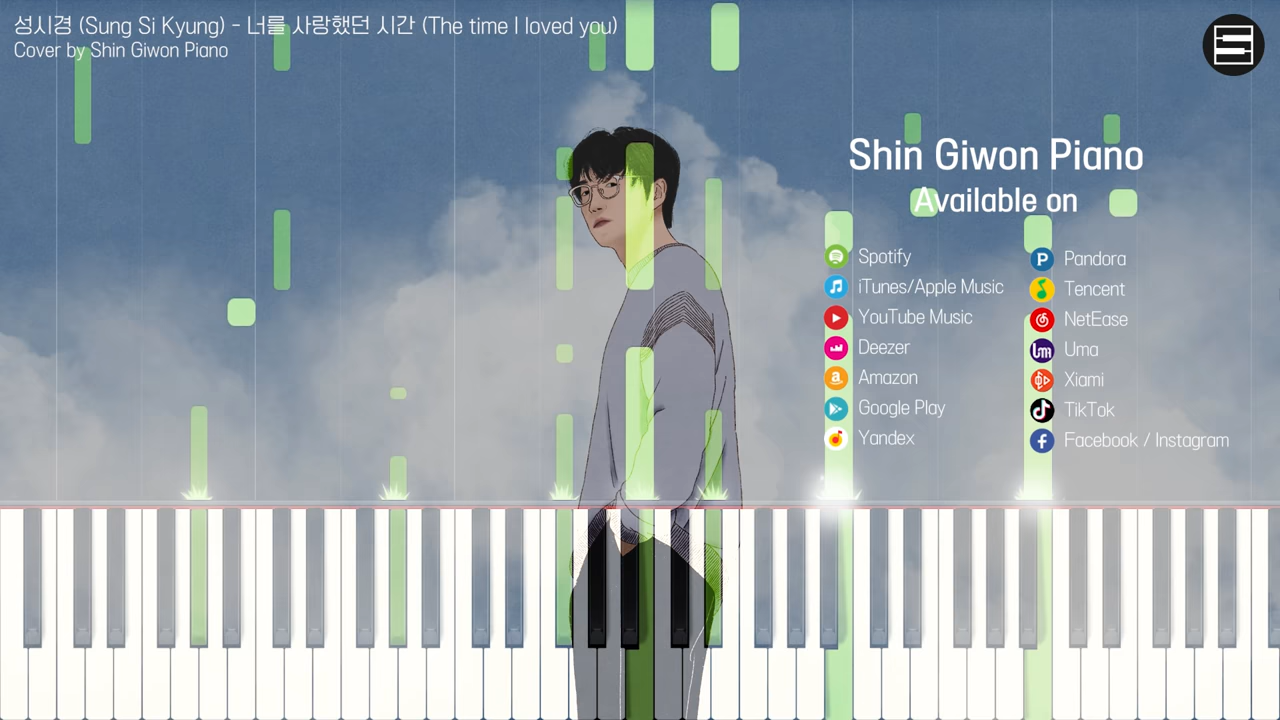 성시경 (Sung Si Kyung) - 너를 사랑했던 시간 (The time I loved you)
Cover by Shin Giwon Piano
Shin Giwon Piano
Available on
Spotify
iTunes/Apple Music
YouTube Music
Deezer
Amazon
Google Play
Yandex
Pandora
Tencent
NetEase
Uma
Xiami
TikTok
Facebook / Instagram